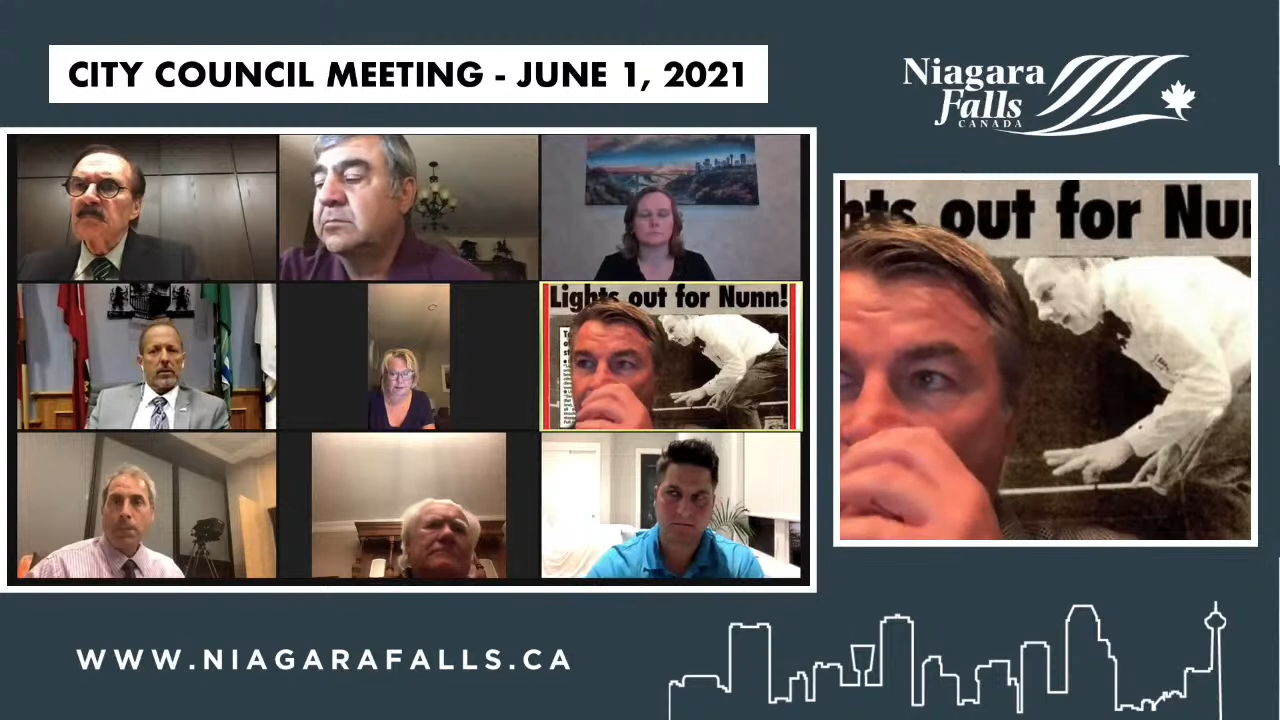 CITY COUNCIL MEETING - JUNE 1, 2021
Niagara
Falls
CANADA
Lights out for Nunn!
hts out for Nun
WWW.NIAGARAFALLS.CA